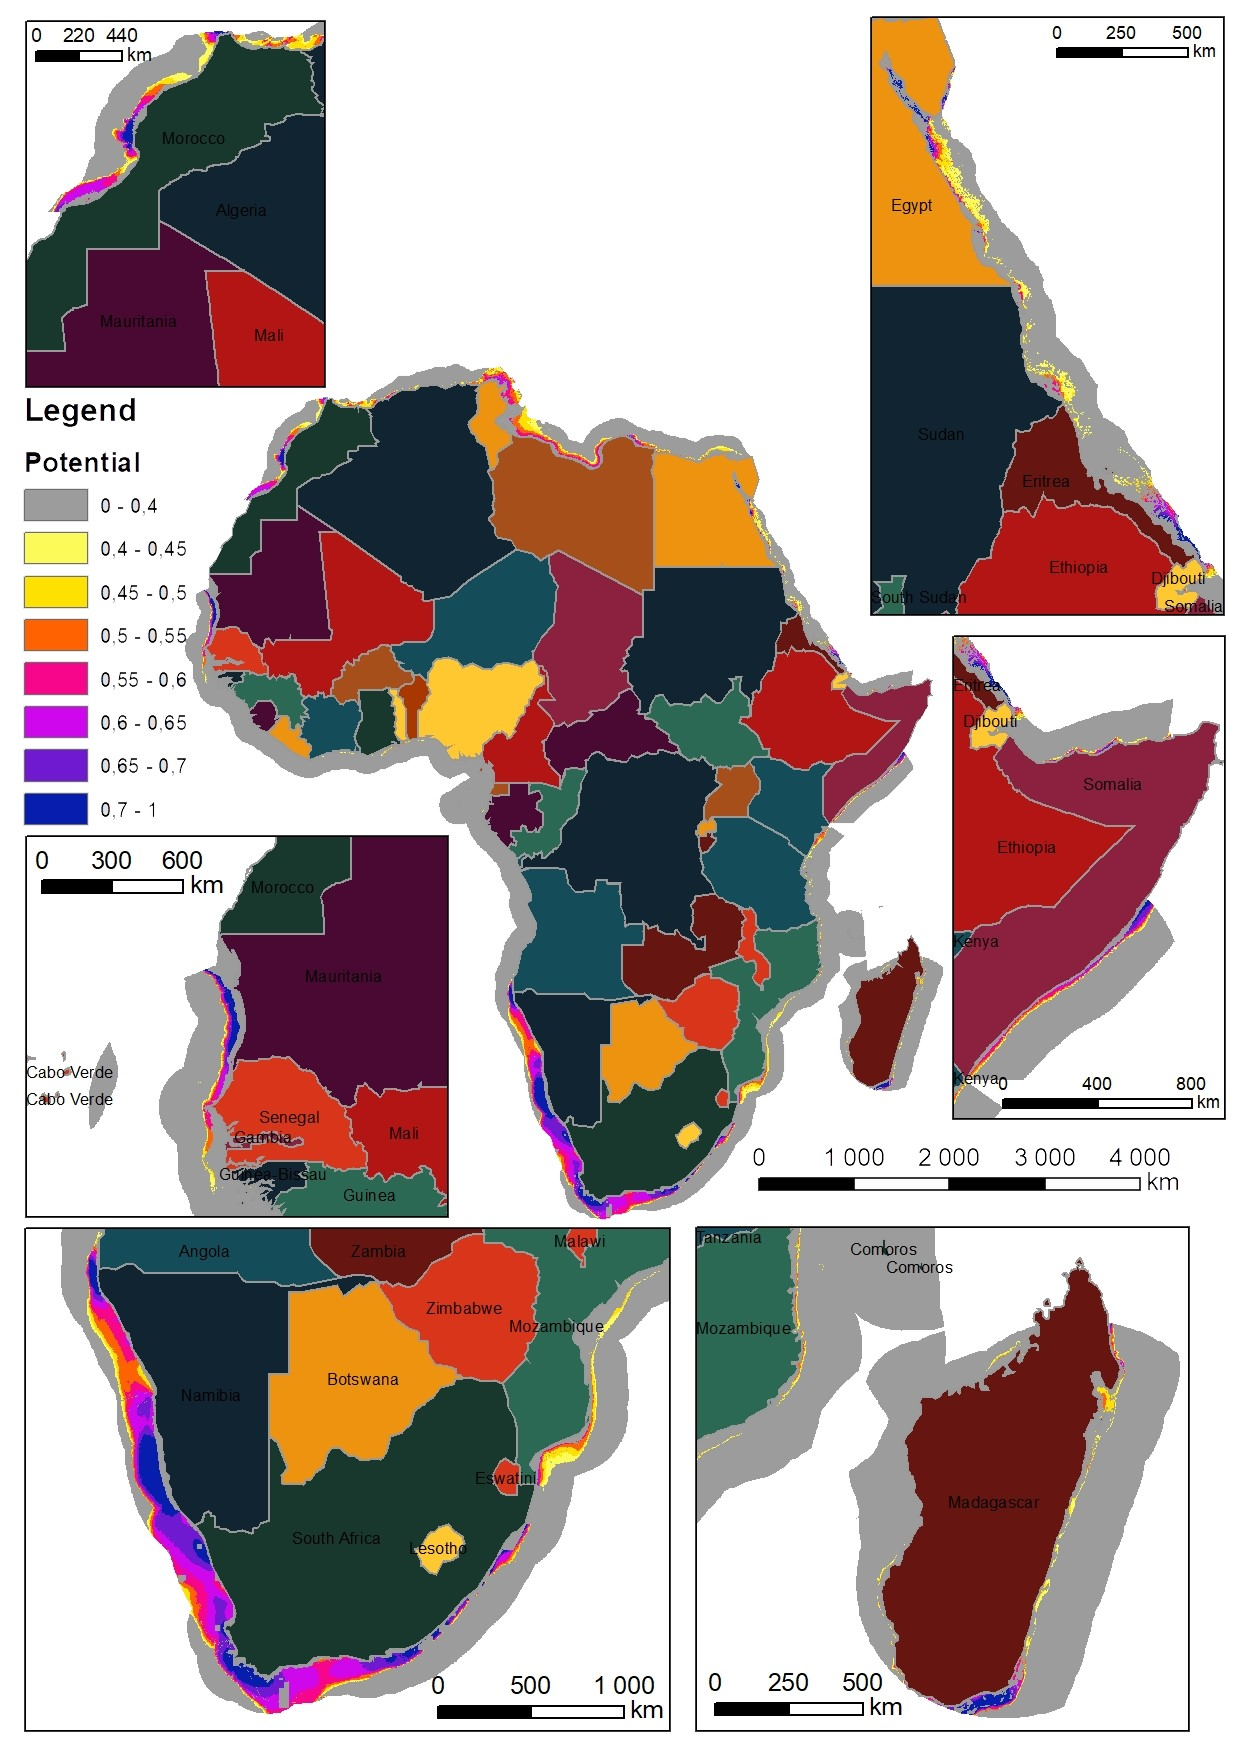 0 220 440
km
Morocco
Algeria
Mauritania
Mali
0 250 500
km
Egypt
Sudan
Eritrea
Ethiopia
Djibouti
South Sudan
Somalia
Legend
Potential
0 - 0,4
0,4 - 0,45
0,45 - 0,5
0,5 - 0,55
0,55 - 0,6
0,6 - 0,65
0,65 - 0,7
0,7 - 1
Eritrea
Djibouti
Somalia
Ethiopia
Kenya
Kenya
0 400 800
km
0 300 600
km
Morocco
Mauritania
Cabo Verde
Cabo Verde
Senegal
Gambia
Mali
Guinea-Bissau
Guinea
0 1 000 2 000 3 000 4 000
km
Angola
Zambia
Malawi
Zimbabwe
Mozambique
Namibia
Botswana
Eswatini
South Africa
Lesotho
0 500 1 000
km
Tanzania
Comoros
Comoros
Mozambique
Madagascar
0 250 500
km